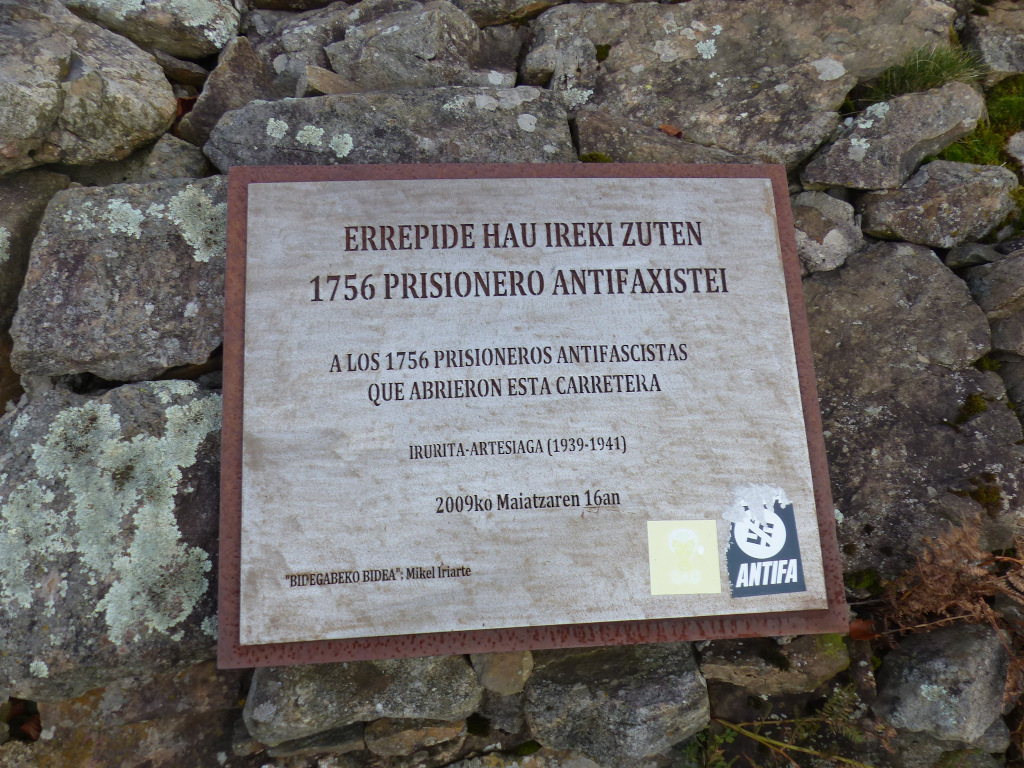 ERREPIDE HAU IREKI ZUTEN
1756 PRISIONERO ANTIFAXISTEI
A LOS 1756 PRISIONEROS ANTIFASCISTAS
QUE ABRIERON ESTA CARRETERA
IRURITA-ARTESIAGA (1939-1941)
2009ko Maiatzaren 16an
"BIDEGABEKO BIDEA": Mikel Iriarte
ANTIFA